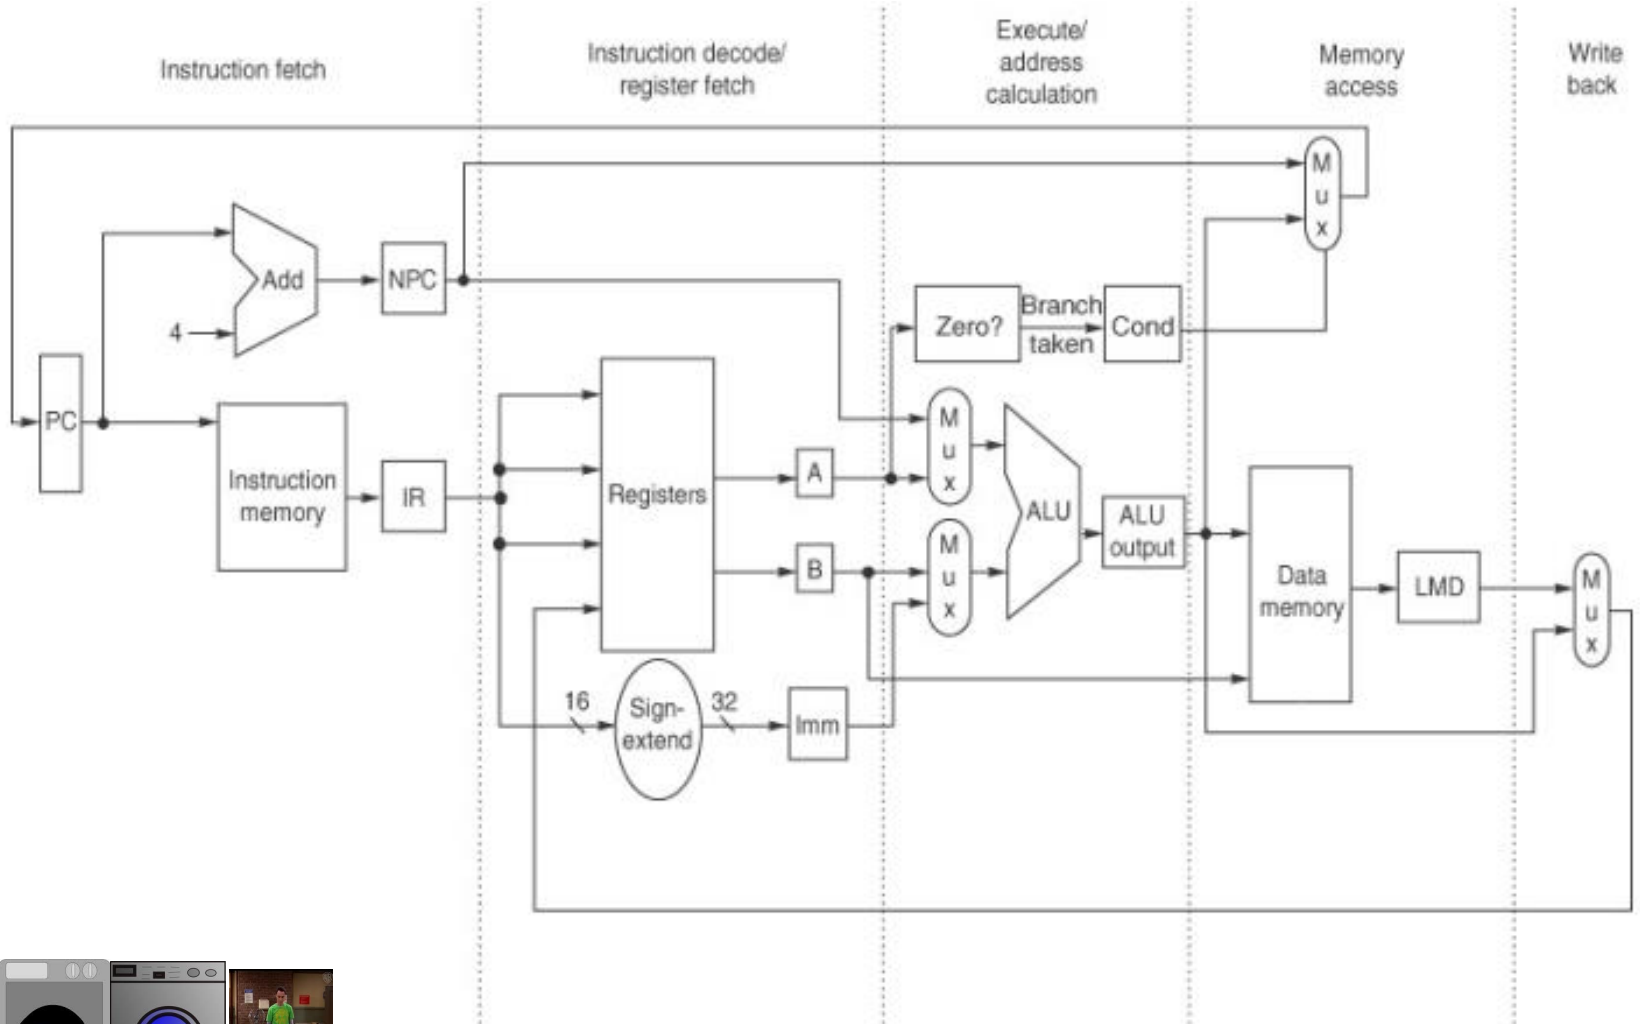 Instruction fetch
Instruction decode/
register fetch
Execute/
address
calculation
Memory
access
Write
back
M
u
x
Add
NPC
4
Zero?
Branch
taken
Cond
PC
Instruction
memory
IR
Registers
A
B
M
u
x
M
u
x
ALU
ALU
output
Data
memory
LMD
M
u
x
16
Sign-
extend
32
Imm